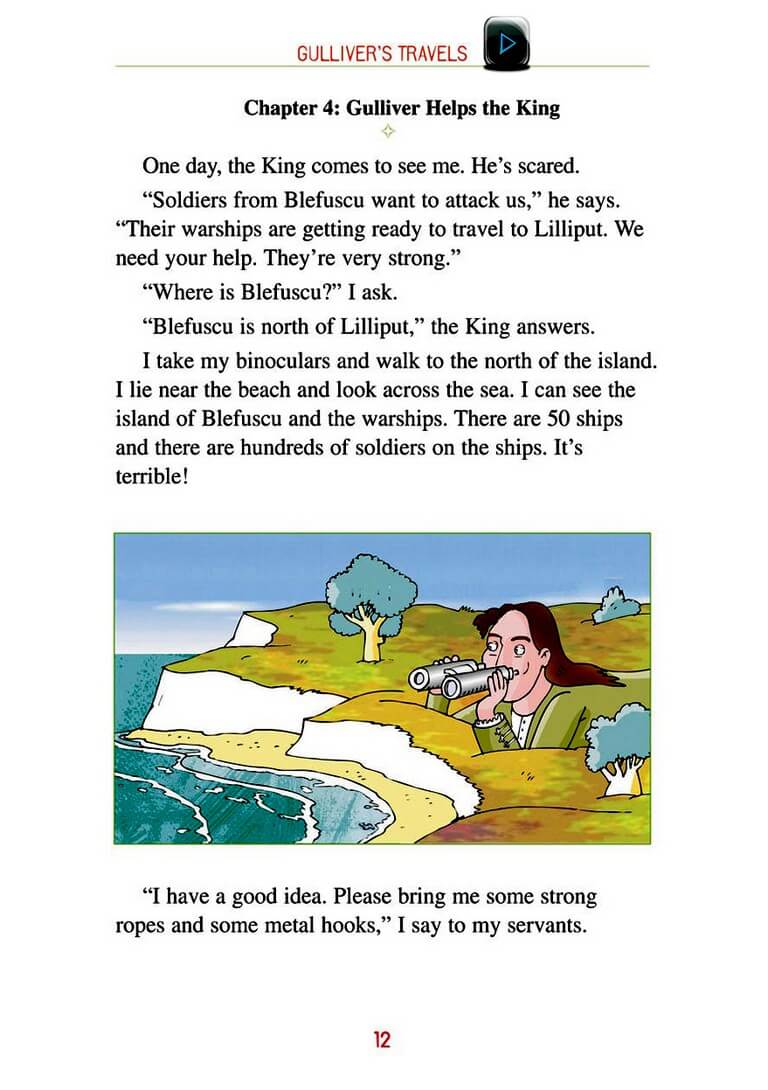 GULLIVER'S TRAVELS
Chapter 4: Gulliver Helps the King
One day, the King comes to see me. He's scared.
“Soldiers from Blefuscu want to attack us,” he says.
“Their warships are getting ready to travel to Lilliput. We
need your help. They're very strong.”
“Where is Blefuscu?” I ask.
“Blefuscu is north of Lilliput,” the King answers.
I take my binoculars and walk to the north of the island.
I lie near the beach and look across the sea. I can see the
island of Blefuscu and the warships. There are 50 ships
and there are hundreds of soldiers on the ships. It's
terrible!
“I have a good idea. Please bring me some strong
ropes and some metal hooks,” I say to my servants.
12